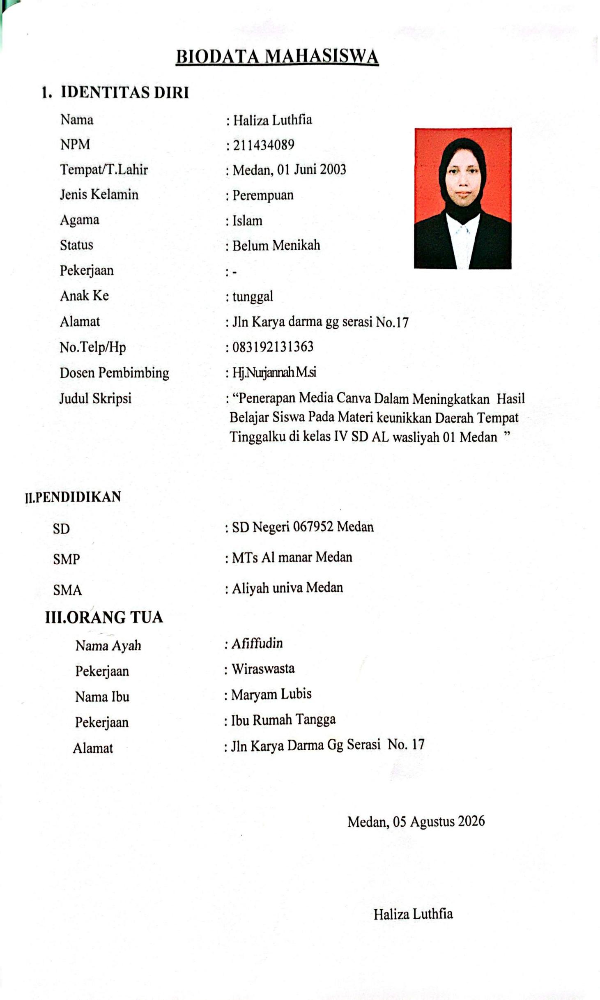 BIODATA MAHASISWA
1. IDENTITAS DIRI
Nama : Haliza Luthfia
NPM : 211434089
Tempat/T.Lahir : Medan, 01 Juni 2003
Jenis Kelamin : Perempuan
Agama : Islam
Status : Belum Menikah
Pekerjaan : -
Anak Ke : tunggal
Alamat : Jln Karya darma gg serasi No.17
No.Telp/Hp : 083192131363
Dosen Pembimbing : Hj.Nurjannah M.si
Judul Skripsi : “Penerapan Media Canva Dalam Meningkatkan Hasil
Belajar Siswa Pada Materi keunikkan Daerah Tempat
Tinggalku di kelas IV SD AL wasliyah 01 Medan ”
II.PENDIDIKAN
SD : SD Negeri 067952 Medan
SMP : MTs Al manar Medan
SMA : Aliyah univa Medan
III.ORANG TUA
Nama Ayah : Afiffudin
Pekerjaan : Wiraswasta
Nama Ibu : Maryam Lubis
Pekerjaan : Ibu Rumah Tangga
Alamat : Jln Karya Darma Gg Serasi No. 17
Medan, 05 Agustus 2026
Haliza Luthfia